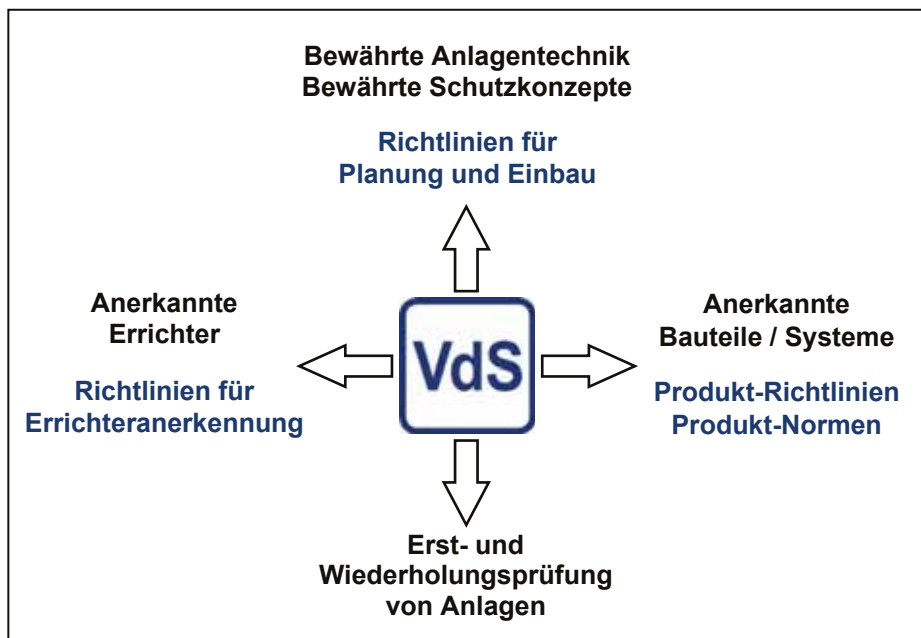 Bewährte Anlagentechnik
Bewährte Schutzkonzepte
Richtlinien für
Planung und Einbau
Anerkannte
Errichter
Richtlinien für
Errichteranerkennung
VdS
Anerkannte
Bauteile / Systeme
Produkt-Richtlinien
Produkt-Normen
Erst- und
Wiederholungsprüfung
von Anlagen